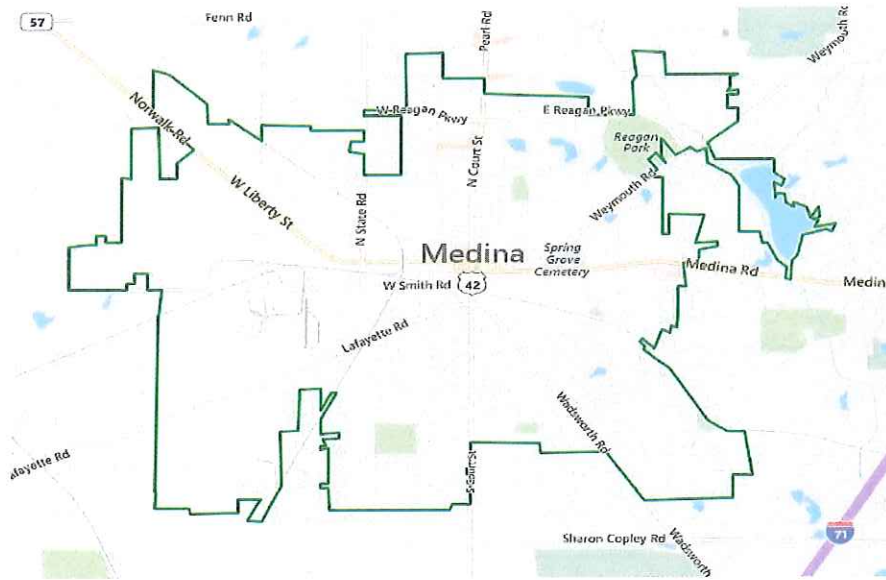 Fenn Rd
57
Pearl Rd
Weymouth Rd
Norwalk Rd
W Reagan Pkwy
E Reagan Pkwy
Reagan
Park
N Court St
Weymouth Rd
W Liberty St
N State Rd
Medina
Spring
Grove
Cemetery
Medina Rd
Medin
W Smith Rd
42
Lafayette Rd
Wadsworth Rd
afayette Rd
S Court St
Sharon Copley Rd
Wadsworth
71